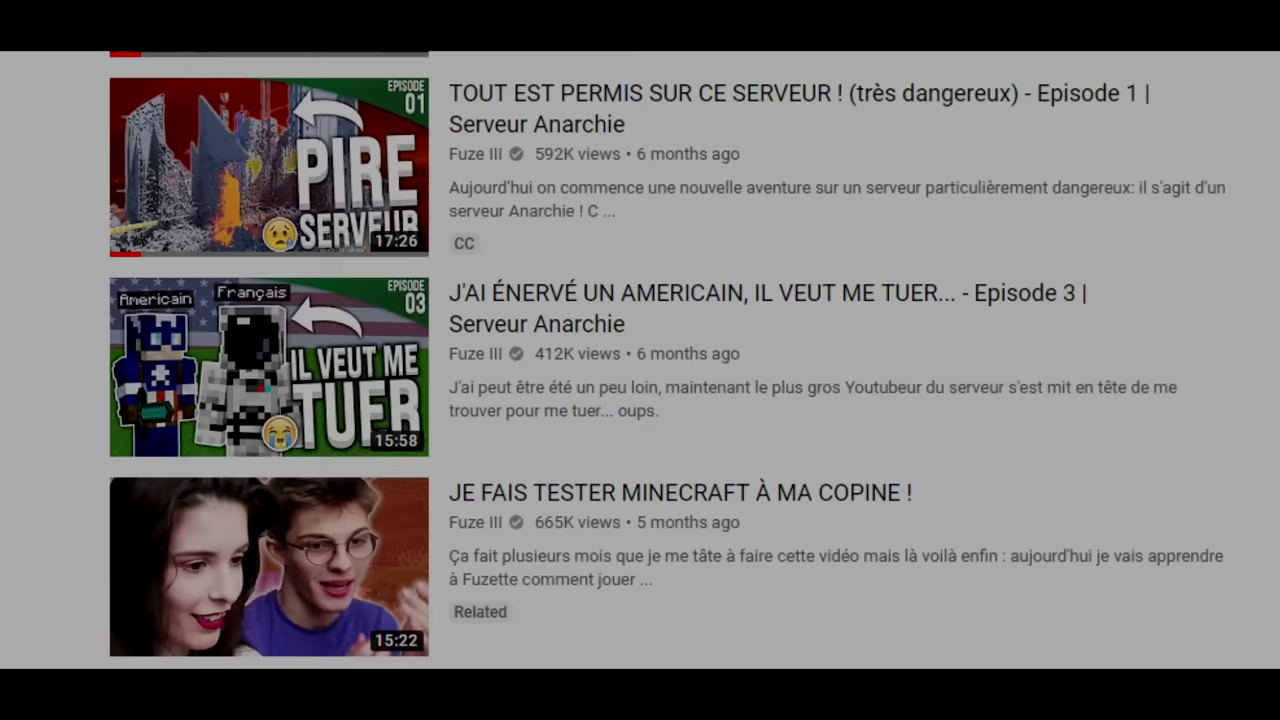 EPISODE
01
PIRE
SERVEUR
17:26
TOUT EST PERMIS SUR CE SERVEUR ! (très dangereux) - Episode 1 |
Serveur Anarchie
Fuze III 592K views • 6 months ago
Aujourd'hui on commence une nouvelle aventure sur un serveur particulièrement dangereux: il s'agit d'un
serveur Anarchie ! C ...
CC
Americain
Français
EPISODE
03
IL VEUT ME
TUER
15:58
J'AI ÉNERVÉ UN AMERICAIN, IL VEUT ME TUER... - Episode 3 |
Serveur Anarchie
Fuze III 412K views • 6 months ago
J'ai peut être été un peu loin, maintenant le plus gros Youtubeur du serveur s'est mit en tête de me
trouver pour me tuer... oups.
15:22
JE FAIS TESTER MINECRAFT À MA COPINE !
Fuze III 665K views • 5 months ago
Ça fait plusieurs mois que je me tâte à faire cette vidéo mais là voilà enfin : aujourd'hui je vais apprendre
à Fuzette comment jouer ...
Related